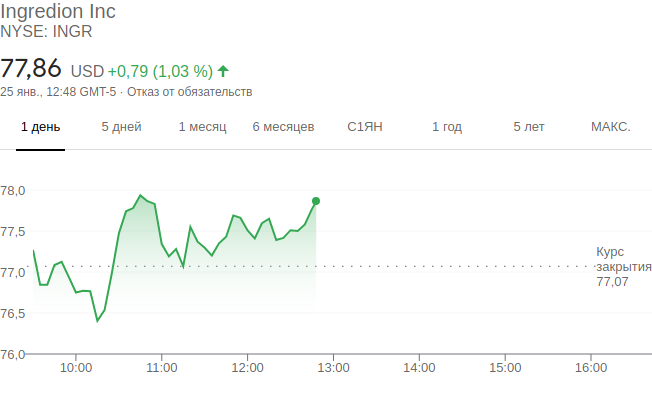 Ingredion Inc
NYSE: INGR
77,86 USD +0,79 (1,03 %)
25 янв., 12:48 GMT-5 · Отказ от обязательств
1 день 5 дней 1 месяц 6 месяцев С1ЯН 1 год 5 лет МАКС.
78,0
77,5
Курс
77,0 закрытия
77,07
76,5
76,0
10:00 11:00 12:00 13:00 14:00 15:00 16:00